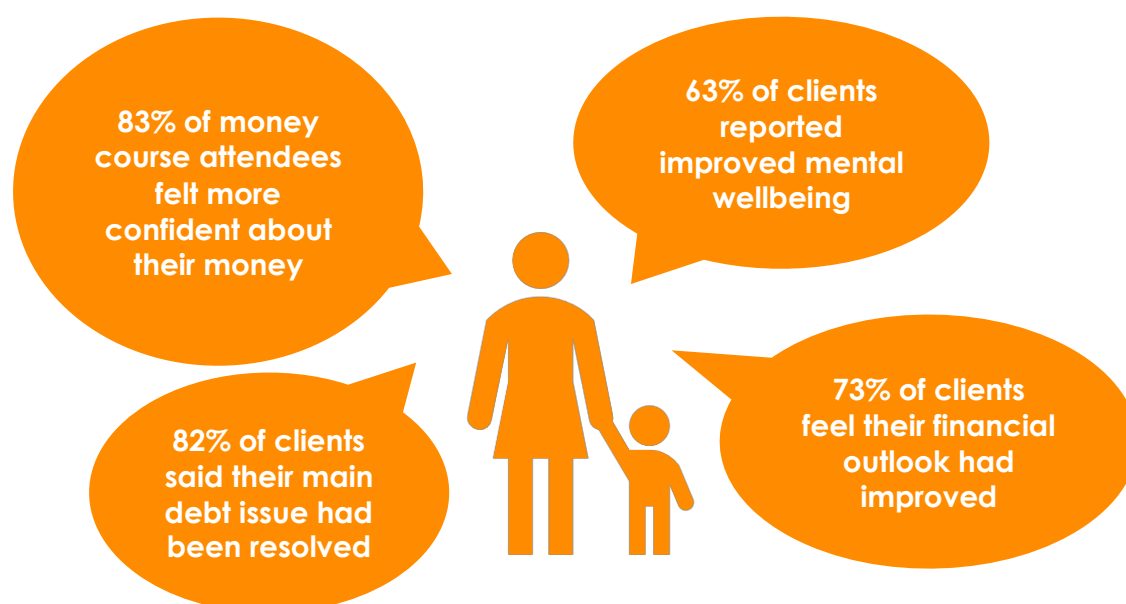 83% of money
course attendees
felt more
confident about
their money
63% of clients
reported
improved mental
wellbeing
82% of clients
said their main
debt issue had
been resolved
73% of clients
feel their financial
outlook had
improved